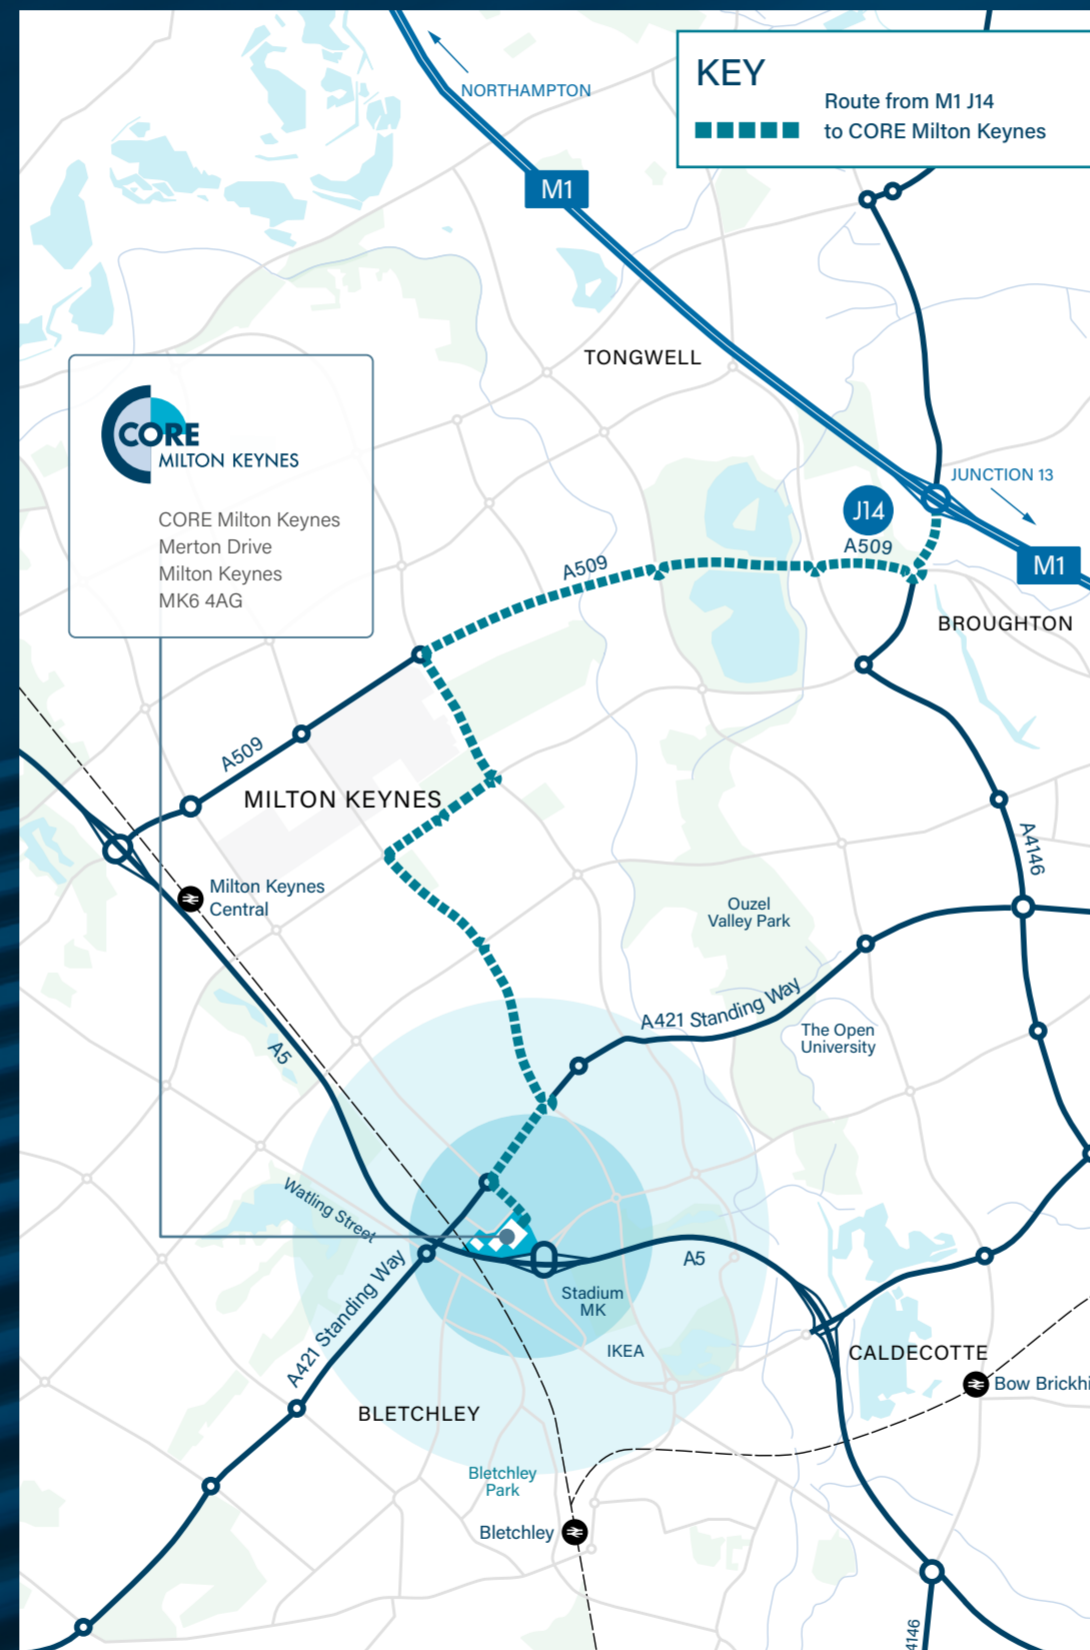 NORTHAMPTON
KEY
Route from M1 J14
to CORE Milton Keynes
M1
TONGWELL
CORE
MILTON KEYNES
CORE Milton Keynes
Merton Drive
Milton Keynes
MK6 4AG
JUNCTION 13
J14
A509
A509
M1
BROUGHTON
A509
MILTON KEYNES
A4146
Milton Keynes
Central
Ouzel
Valley Park
A421 Standing Way
The Open
University
A5
Watling Street
A421 Standing Way
A5
Stadium
MK
IKEA
CALDECOTTE
Bow Brickhi
BLETCHLEY
Bletchley
Park
Bletchley
4146